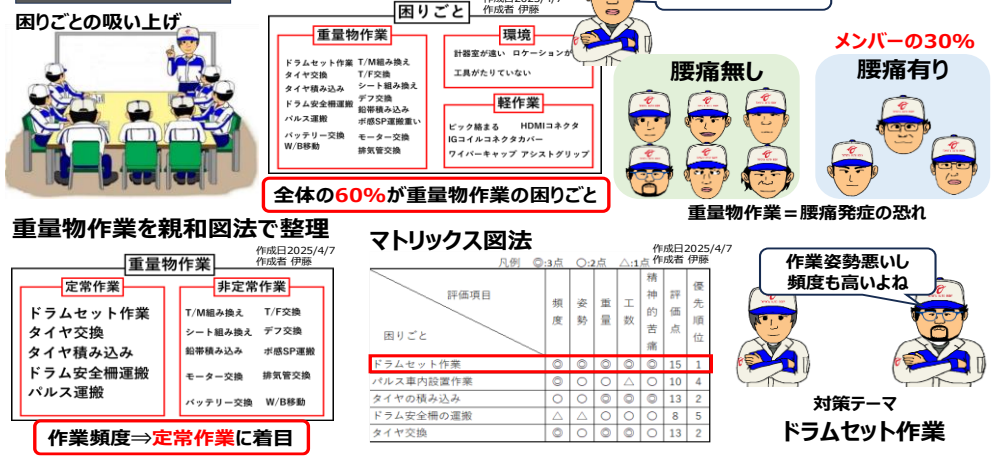 困りごとの吸い上げ
困りごと
作成日2025/4/7
作成者 伊藤
重量物作業
ドラムセット作業 T/M組み換え
タイヤ交換 T/F交換
タイヤ積み込み シート組み換え
ドラム安全柵運搬 デフ交換
鉛帯積み込み
パルス運搬 ボ感SP運搬重い
バッテリー交換 モーター交換
W/B移動 排気管交換
環境
計器室が遠い ロケーションが
工具がたりていない
軽作業
ピック絡まる HDMIコネクタ
IGコイルコネクタカバー
ワイパーキャップ アシストグリップ
全体の60%が重量物作業の困りごと
メンバーの30%
腰痛無し
腰痛有り
重量物作業＝腰痛発症の恐れ
重量物作業を親和図法で整理
作成日2025/4/7
作成者 伊藤
重量物作業
定常作業
ドラムセット作業
タイヤ交換
タイヤ積み込み
ドラム安全柵運搬
パルス運搬
非定常作業
T/M組み換え T/F交換
シート組み換え デフ交換
鉛帯積み込み ボ感SP運搬
モーター交換 排気管交換
バッテリー交換 W/B移動
作業頻度⇒定常作業に着目
マトリックス図法
作成日2025/4/7
凡例 ◎:3点 〇:2点 △:1点 作成者 伊藤
評価項目 困りごと 頻度 姿勢 重量 工数 精神的苦痛 評価点 優先順位
ドラムセット作業 ◎ ◎ ◎ ◎ ◎ 15 1
パルス車内設置作業 ◎ 〇 〇 △ 〇 10 4
タイヤの積み込み 〇 〇 ◎ ◎ ◎ 13 2
ドラム安全柵の運搬 △ △ 〇 〇 〇 8 5
タイヤ交換 ◎ 〇 ◎ ◎ 〇 13 2
作業姿勢悪いし
頻度も高いよね
対策テーマ
ドラムセット作業